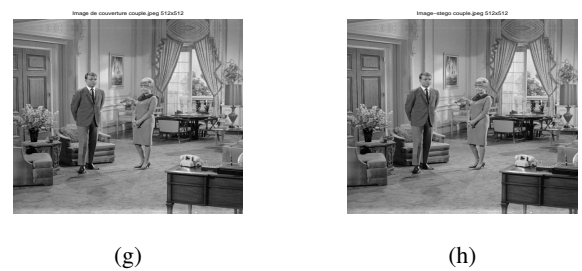 Image de couverture couple.jpeg 512x512
Image-stego couple.jpeg 512x512
(g)
(h)